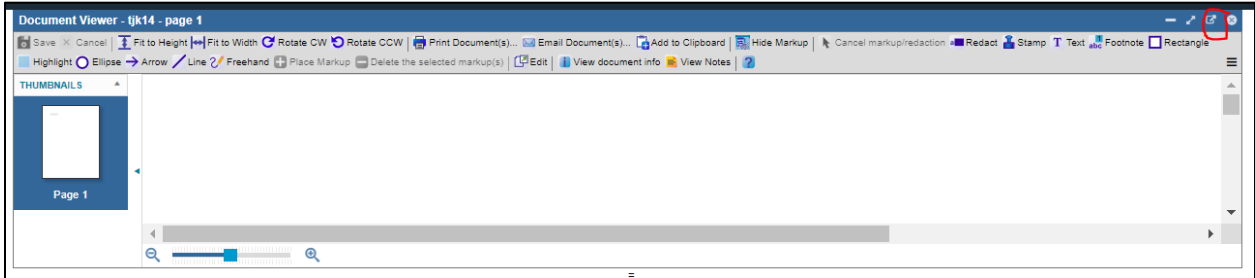 Document Viewer - tjk14 - page 1
Save Cancel Fit to Height Fit to Width Rotate CW Rotate CCW Print Document(s)... Email Document(s)... Add to Clipboard Hide Markup Cancel markup/redaction Redact Stamp T Text abc Footnote Rectangle
Highlight Ellipse Arrow Line Freehand Place Markup Delete the selected markup(s) Edit View document info View Notes ?
THUMBNAILS
Page 1
=